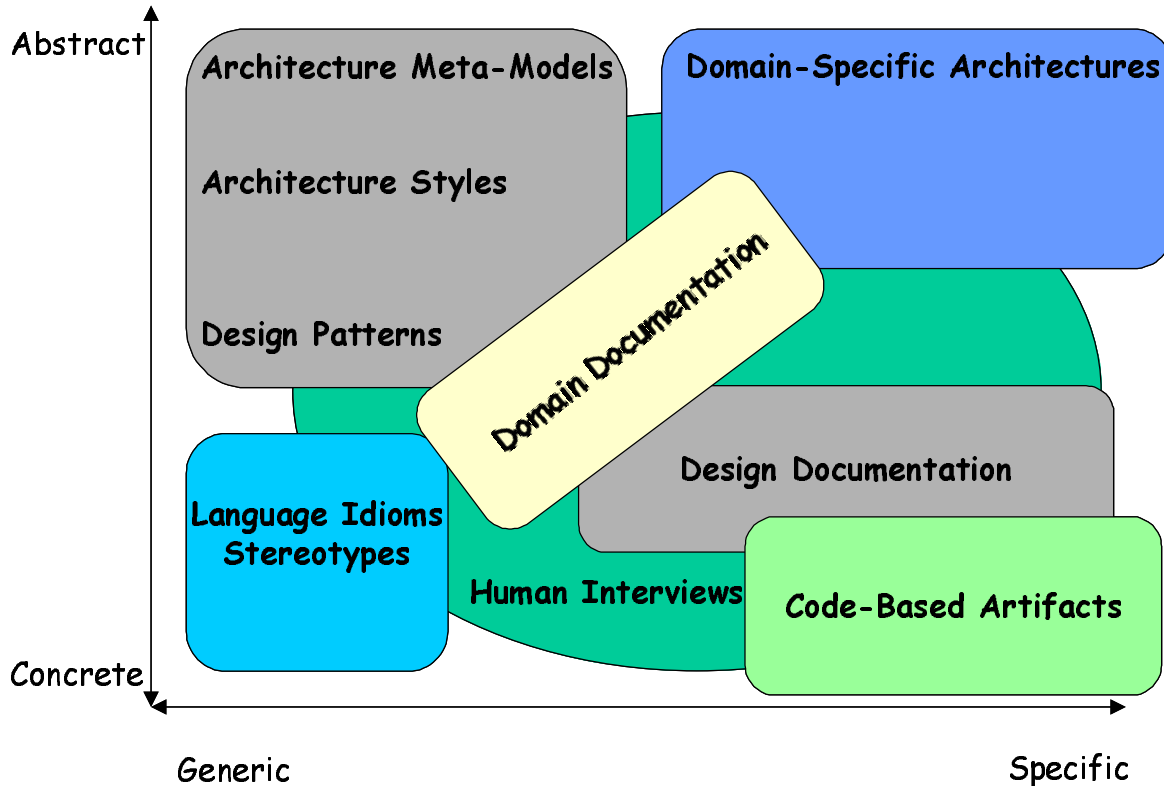 Abstract
Architecture Meta-Models
Domain-Specific Architectures
Architecture Styles
Domain Documentation
Design Patterns
Design Documentation
Language Idioms
Stereotypes
Human Interviews
Code-Based Artifacts
Concrete
Generic
Specific